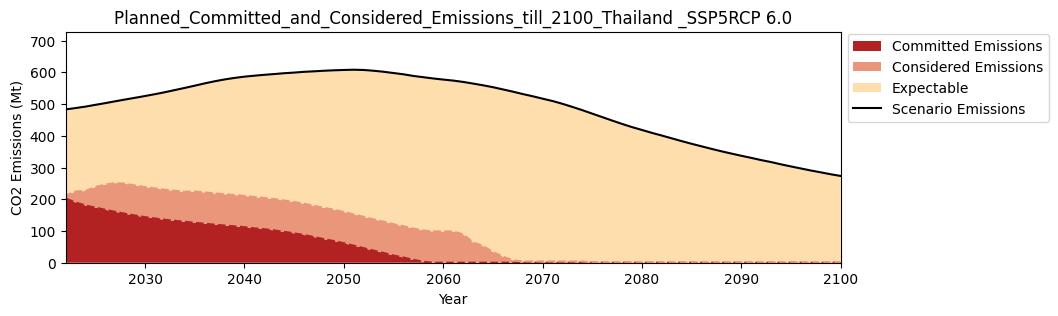 Planned_Committed_and_Considered_Emissions_till_2100_Thailand _SSP5RCP 6.0
Committed Emissions
Considered Emissions
Expectable
Scenario Emissions
CO2 Emissions (Mt)
700
600
500
400
300
200
100
0
2030 2040 2050 2060 2070 2080 2090 2100
Year